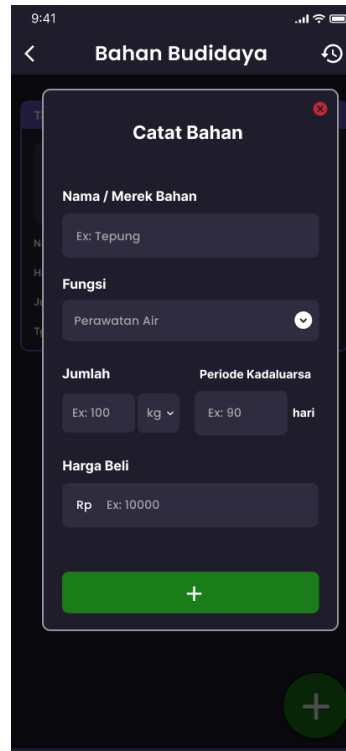 9:41
Bahan Budidaya
Catat Bahan
Nama / Merek Bahan
Ex: Tepung
Fungsi
Perawatan Air
Jumlah Periode Kadaluarsa
Ex: 100 kg Ex: 90 hari
Harga Beli
Rp Ex: 10000
+
+